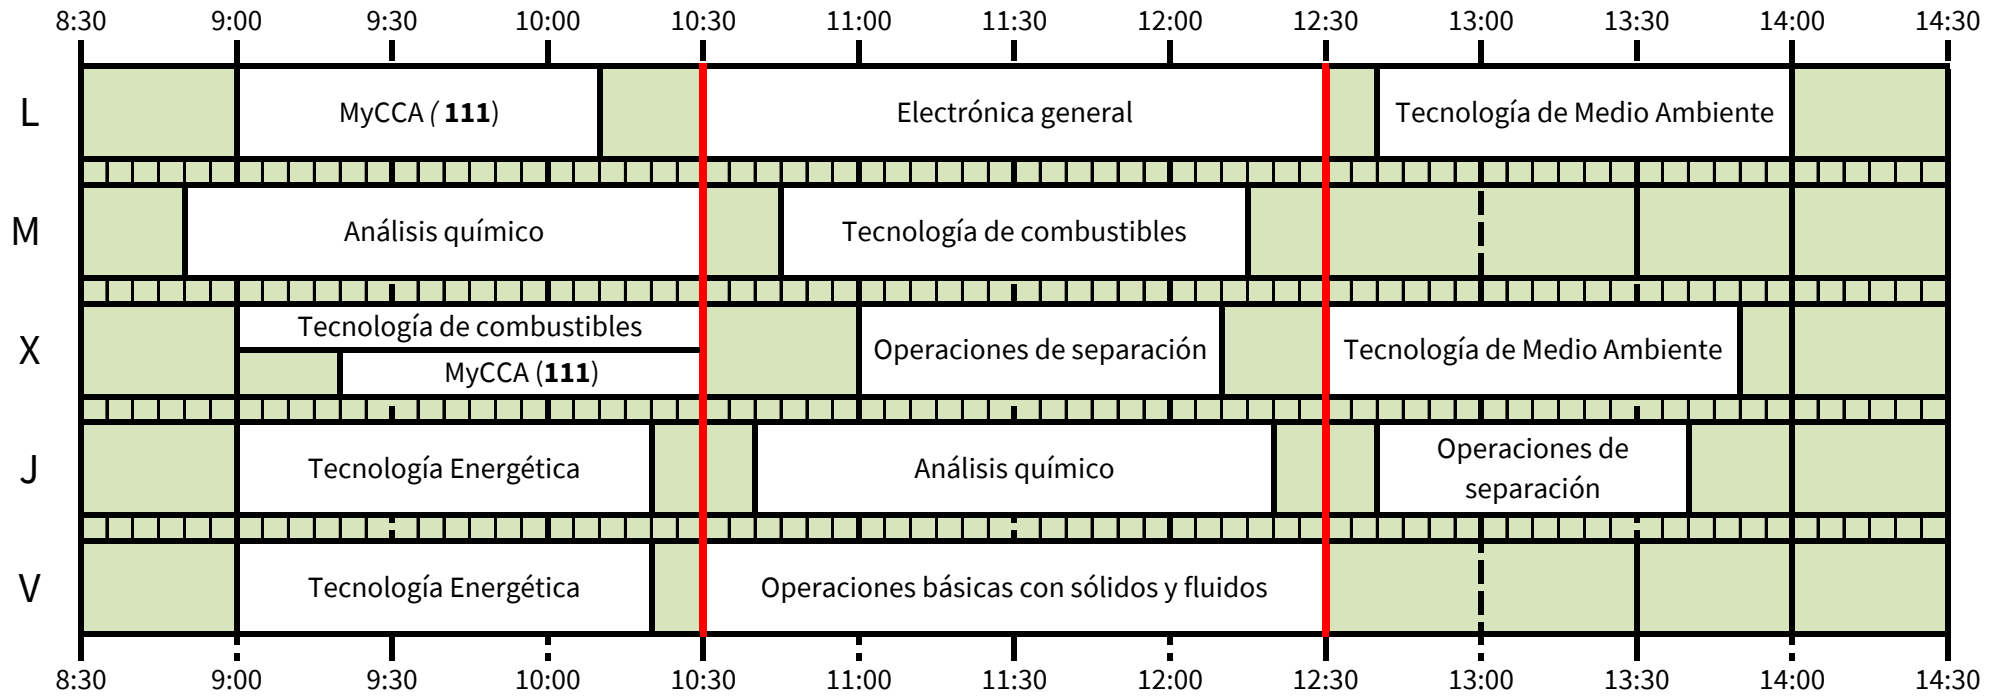 8:30 9:00 9:30 10:00 10:30 11:00 11:30 12:00 12:30 13:00 13:30 14:00 14:30
L MyCCA ( 111) Electrónica general Tecnología de Medio Ambiente
M Análisis químico Tecnología de combustibles
X Tecnología de combustibles
MyCCA (111)
Operaciones de separación Tecnología de Medio Ambiente
J Tecnología Energética Análisis químico Operaciones de
separación
V Tecnología Energética Operaciones básicas con sólidos y fluidos
8:30 9:00 9:30 10:00 10:30 11:00 11:30 12:00 12:30 13:00 13:30 14:00 14:30